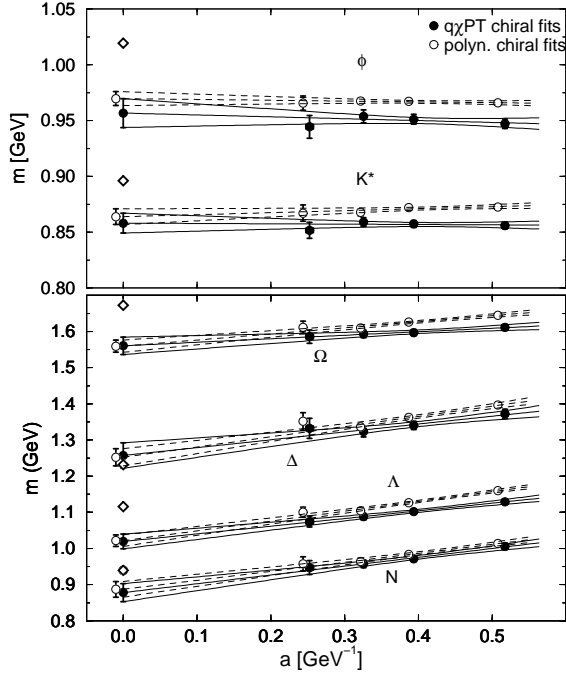 1.05
qχPT chiral fits
polyn. chiral fits
1.00
ϕ
0.95
m [GeV]
0.90
K*
0.85
0.80
1.6
Ω
1.5
1.4
1.3
m (GeV)
Δ
1.2
Λ
1.1
1.0
0.9
N
0.8
0.0 0.1 0.2 0.3 0.4 0.5
a [GeV⁻¹]